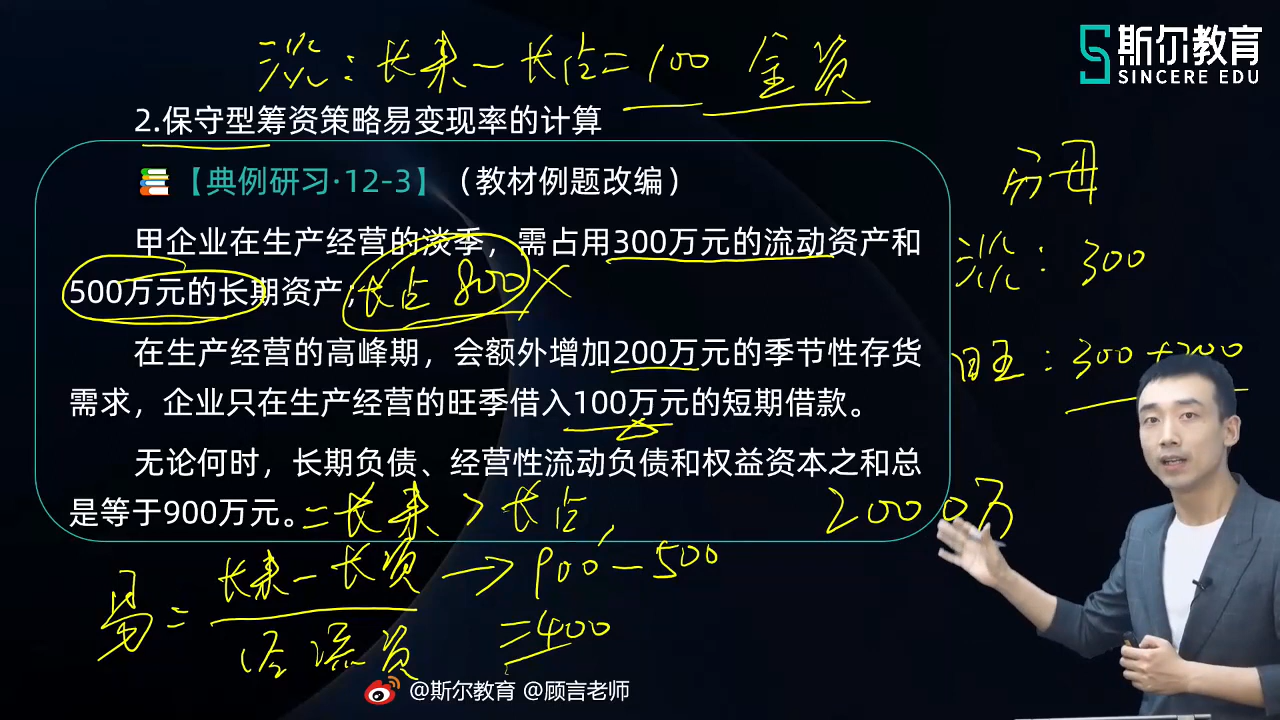 淡：长来－长占＝100 金资
斯尔教育
SINCERE EDU
2.保守型筹资策略易变现率的计算
【典例研习·12-3】（教材例题改编）
分母
甲企业在生产经营的淡季，需占用300万元的流动资产和
淡：300
500万元的长期资产；长占 800 ×
在生产经营的高峰期，会额外增加200万元的季节性存货
旺：300＋200
需求，企业只在生产经营的旺季借入100万元的短期借款。
无论何时，长期负债、经营性流动负债和权益资本之和总
是等于900万元。＝长来＞长占
2000万
易＝长来－长资 → 900－500
经流资 ＝400
@斯尔教育 @顾言老师